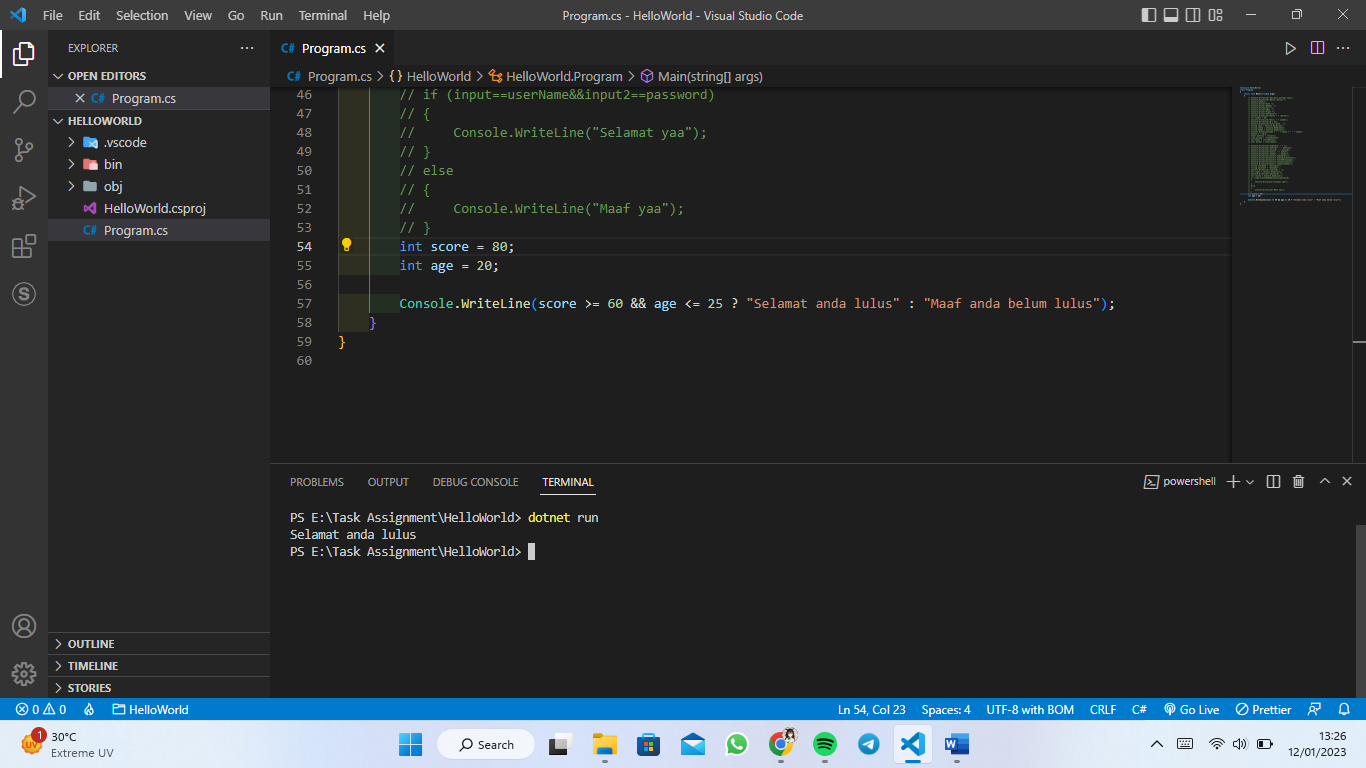 File Edit Selection View Go Run Terminal Help
Program.cs - HelloWorld - Visual Studio Code
EXPLORER
OPEN EDITORS
C# Program.cs
HELLOWORLD
.vscode
bin
obj
HelloWorld.csproj
C# Program.cs
OUTLINE
TIMELINE
STORIES
C# Program.cs
C# Program.cs > {} HelloWorld > HelloWorld.Program > Main(string[] args)
46 // if (input==userName&&input2==password)
47 // {
48 //     Console.WriteLine("Selamat yaa");
49 // }
50 // else
51 // {
52 //     Console.WriteLine("Maaf yaa");
53 // }
54 int score = 80;
55 int age = 20;
56
57 Console.WriteLine(score >= 60 && age <= 25 ? "Selamat anda lulus" : "Maaf anda belum lulus");
58 }
59 }
60
PROBLEMS OUTPUT DEBUG CONSOLE TERMINAL
powershell
PS E:\Task Assignment\HelloWorld> dotnet run
Selamat anda lulus
PS E:\Task Assignment\HelloWorld>
0 0 HelloWorld
Ln 54, Col 23 Spaces: 4 UTF-8 with BOM CRLF C# Go Live Prettier
UV 1
30°C
Extreme UV
Search
13:26
12/01/2023